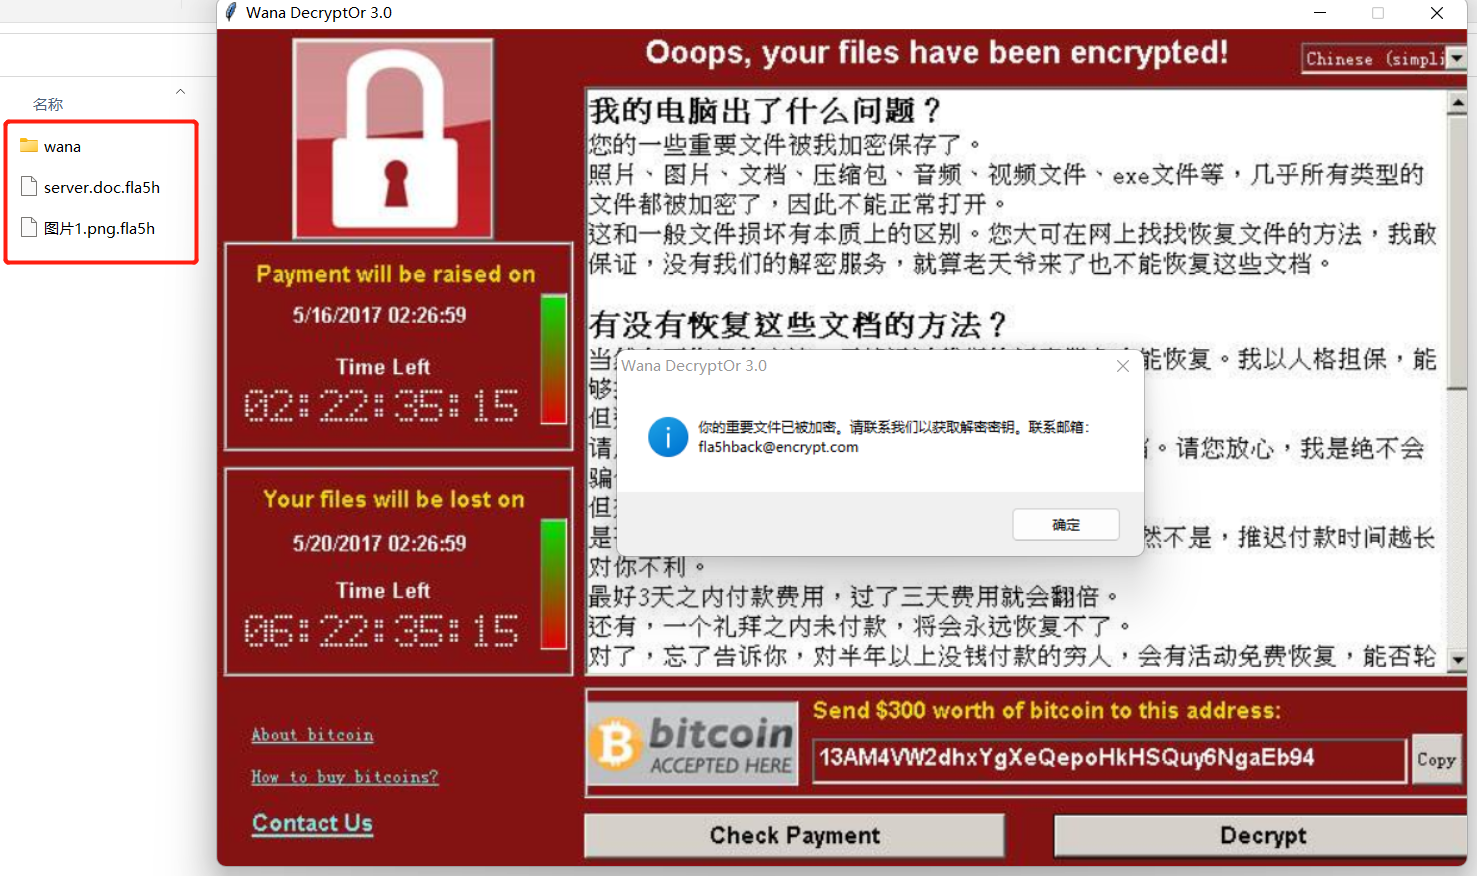 Wana DecryptOr 3.0
名称
wana
server.doc.fla5h
图片1.png.fla5h
Ooops, your files have been encrypted!
Chinese (simpli
Payment will be raised on
5/16/2017 02:26:59
Time Left
02:22:35:15
Your files will be lost on
5/20/2017 02:26:59
Time Left
06:22:35:15
About bitcoin
How to buy bitcoins?
Contact Us
我的电脑出了什么问题？
您的一些重要文件被我加密保存了。
照片、图片、文档、压缩包、音频、视频文件、exe文件等，几乎所有类型的
文件都被加密了，因此不能正常打开。
这和一般文件损坏有本质上的区别。您大可在网上找找恢复文件的方法，我敢
保证，没有我们的解密服务，就算老天爷来了也不能恢复这些文档。
有没有恢复这些文档的方法？
能恢复。我以人格担保，能
够
但
请 。请您放心，我是绝不会
骗
但
是 然不是，推迟付款时间越长
对你不利。
最好3天之内付款费用，过了三天费用就会翻倍。
还有，一个礼拜之内未付款，将会永远恢复不了。
对了，忘了告诉你，对半年以上没钱付款的穷人，会有活动免费恢复，能否轮
Wana DecryptOr 3.0
你的重要文件已被加密。请联系我们以获取解密密钥。联系邮箱：
fla5hback@encrypt.com
确定
bitcoin
ACCEPTED HERE
Send $300 worth of bitcoin to this address:
13AM4VW2dhxYgXeQepoHkHSQuy6NgaEb94
Copy
Check Payment
Decrypt